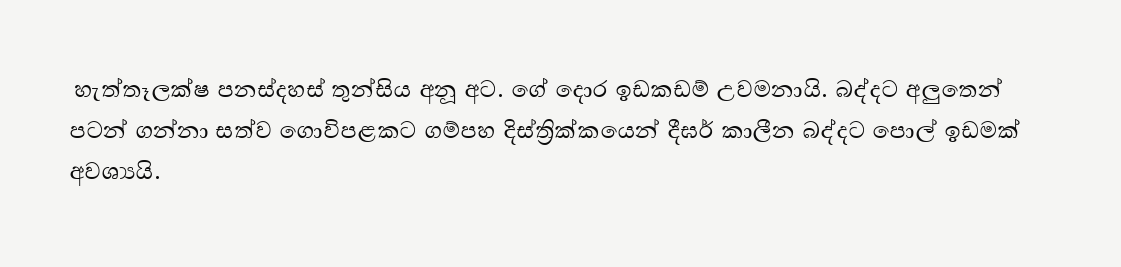 හැත්තෑලක්ෂ පනස්දහස් තුන්සිය අනූ අට. ගේ දොර ඉඩකඩම් උවමනායි. බද්දට අලුතෙන්
පටන් ගන්නා සත්ව ගොවිපළකට ගම්පහ දිස්ත්‍රික්කයෙන් දීඝර් කාලීන බද්දට පොල් ඉඩමක්
අවශ්‍යයි.